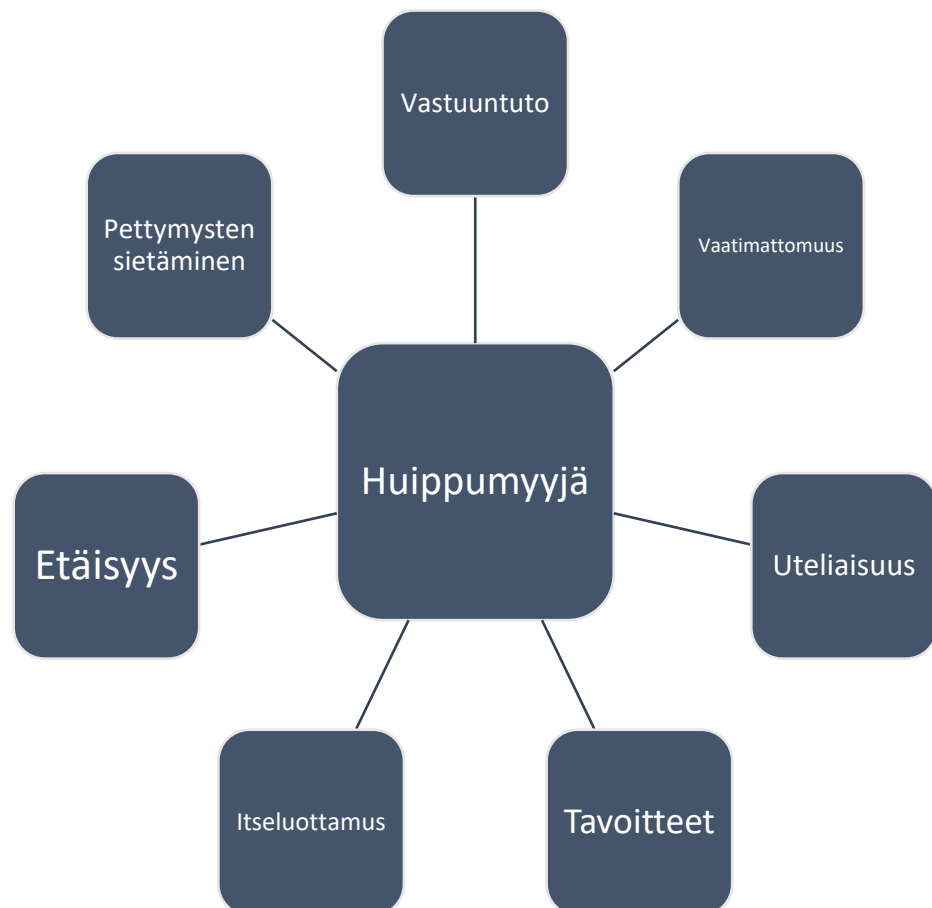 Vastuuntuto
Pettymysten
sietäminen
Vaatimattomuus
Huippumyyjä
Etäisyys
Uteliaisuus
Itseluottamus
Tavoitteet